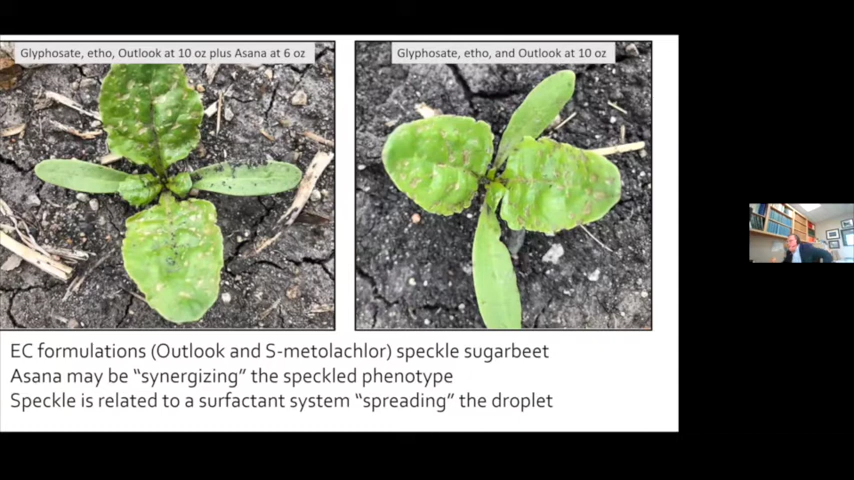 Glyphosate, etho, Outlook at 10 oz plus Asana at 6 oz
Glyphosate, etho, and Outlook at 10 oz
EC formulations (Outlook and S-metolachlor) speckle sugarbeet
Asana may be “synergizing” the speckled phenotype
Speckle is related to a surfactant system “spreading” the droplet